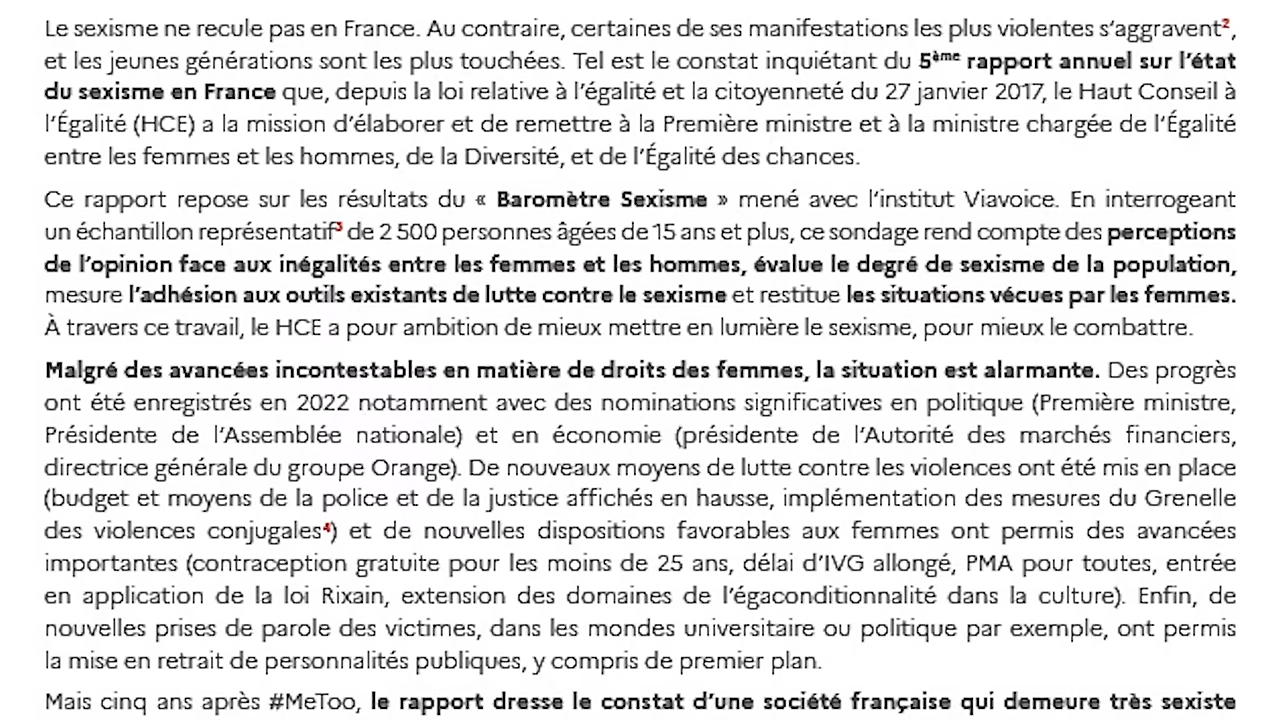 Le sexisme ne recule pas en France. Au contraire, certaines de ses manifestations les plus violentes s’aggravent²,
et les jeunes générations sont les plus touchées. Tel est le constat inquiétant du 5ème rapport annuel sur l’état
du sexisme en France que, depuis la loi relative à l’égalité et la citoyenneté du 27 janvier 2017, le Haut Conseil à
l’Égalité (HCE) a la mission d’élaborer et de remettre à la Première ministre et à la ministre chargée de l’Égalité
entre les femmes et les hommes, de la Diversité, et de l’Égalité des chances.
Ce rapport repose sur les résultats du « Baromètre Sexisme » mené avec l’institut Viavoice. En interrogeant
un échantillon représentatif³ de 2 500 personnes âgées de 15 ans et plus, ce sondage rend compte des perceptions
de l’opinion face aux inégalités entre les femmes et les hommes, évalue le degré de sexisme de la population,
mesure l’adhésion aux outils existants de lutte contre le sexisme et restitue les situations vécues par les femmes.
À travers ce travail, le HCE a pour ambition de mieux mettre en lumière le sexisme, pour mieux le combattre.
Malgré des avancées incontestables en matière de droits des femmes, la situation est alarmante. Des progrès
ont été enregistrés en 2022 notamment avec des nominations significatives en politique (Première ministre,
Présidente de l’Assemblée nationale) et en économie (présidente de l’Autorité des marchés financiers,
directrice générale du groupe Orange). De nouveaux moyens de lutte contre les violences ont été mis en place
(budget et moyens de la police et de la justice affichés en hausse, implémentation des mesures du Grenelle
des violences conjugales⁴) et de nouvelles dispositions favorables aux femmes ont permis des avancées
importantes (contraception gratuite pour les moins de 25 ans, délai d’IVG allongé, PMA pour toutes, entrée
en application de la loi Rixain, extension des domaines de l’égaconditionnalité dans la culture). Enfin, de
nouvelles prises de parole des victimes, dans les mondes universitaire ou politique par exemple, ont permis
la mise en retrait de personnalités publiques, y compris de premier plan.
Mais cinq ans après #MeToo, le rapport dresse le constat d’une société française qui demeure très sexiste